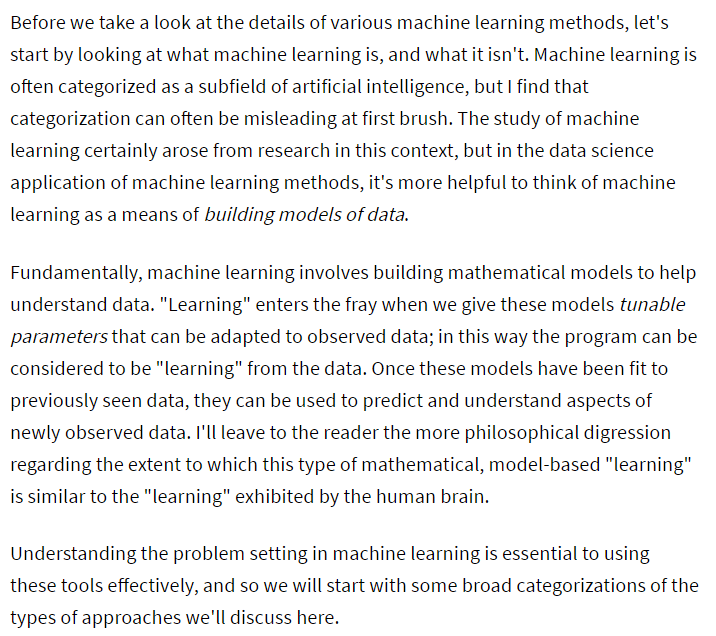 Before we take a look at the details of various machine learning methods, let's
start by looking at what machine learning is, and what it isn't. Machine learning is
often categorized as a subfield of artificial intelligence, but I find that
categorization can often be misleading at first brush. The study of machine
learning certainly arose from research in this context, but in the data science
application of machine learning methods, it's more helpful to think of machine
learning as a means of building models of data.
Fundamentally, machine learning involves building mathematical models to help
understand data. "Learning" enters the fray when we give these models tunable
parameters that can be adapted to observed data; in this way the program can be
considered to be "learning" from the data. Once these models have been fit to
previously seen data, they can be used to predict and understand aspects of
newly observed data. I'll leave to the reader the more philosophical digression
regarding the extent to which this type of mathematical, model-based "learning"
is similar to the "learning" exhibited by the human brain.
Understanding the problem setting in machine learning is essential to using
these tools effectively, and so we will start with some broad categorizations of the
types of approaches we'll discuss here.